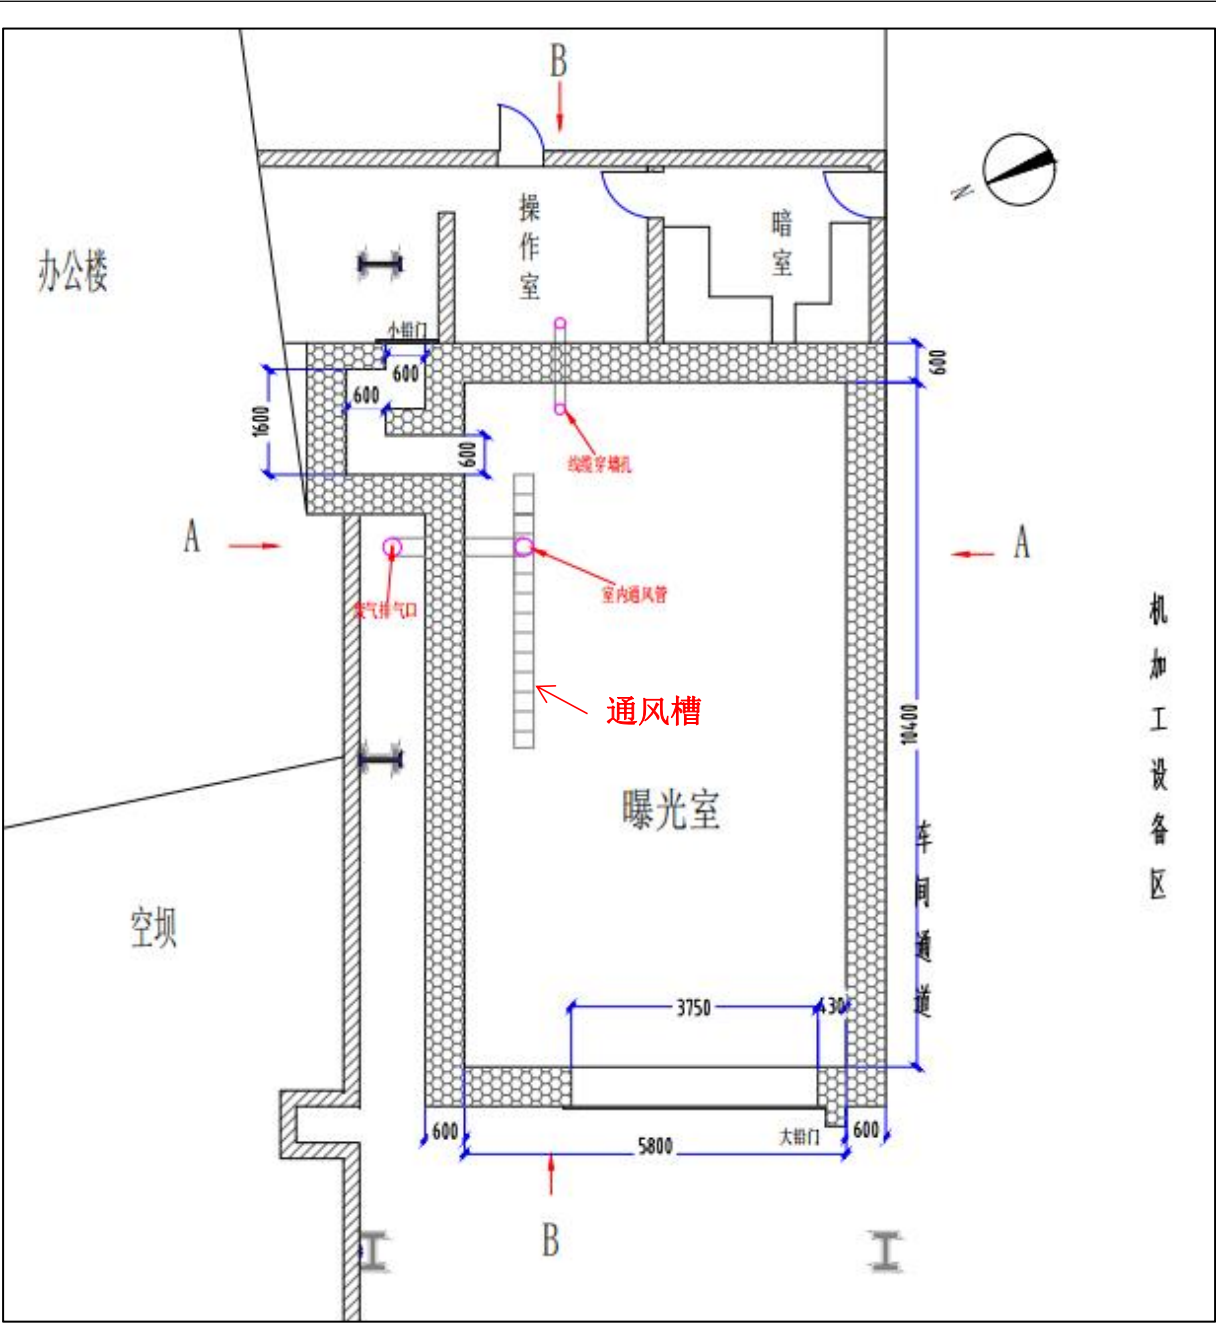 B
N
操作室
暗室
办公楼
小铅门
600
600
600
1600
600
线缆穿墙孔
A
A
室内通风管
废气排气口
机加工设备区
通风槽
10400
曝光室
车间通道
空坝
3750
430
600
5800
大铅门
600
B